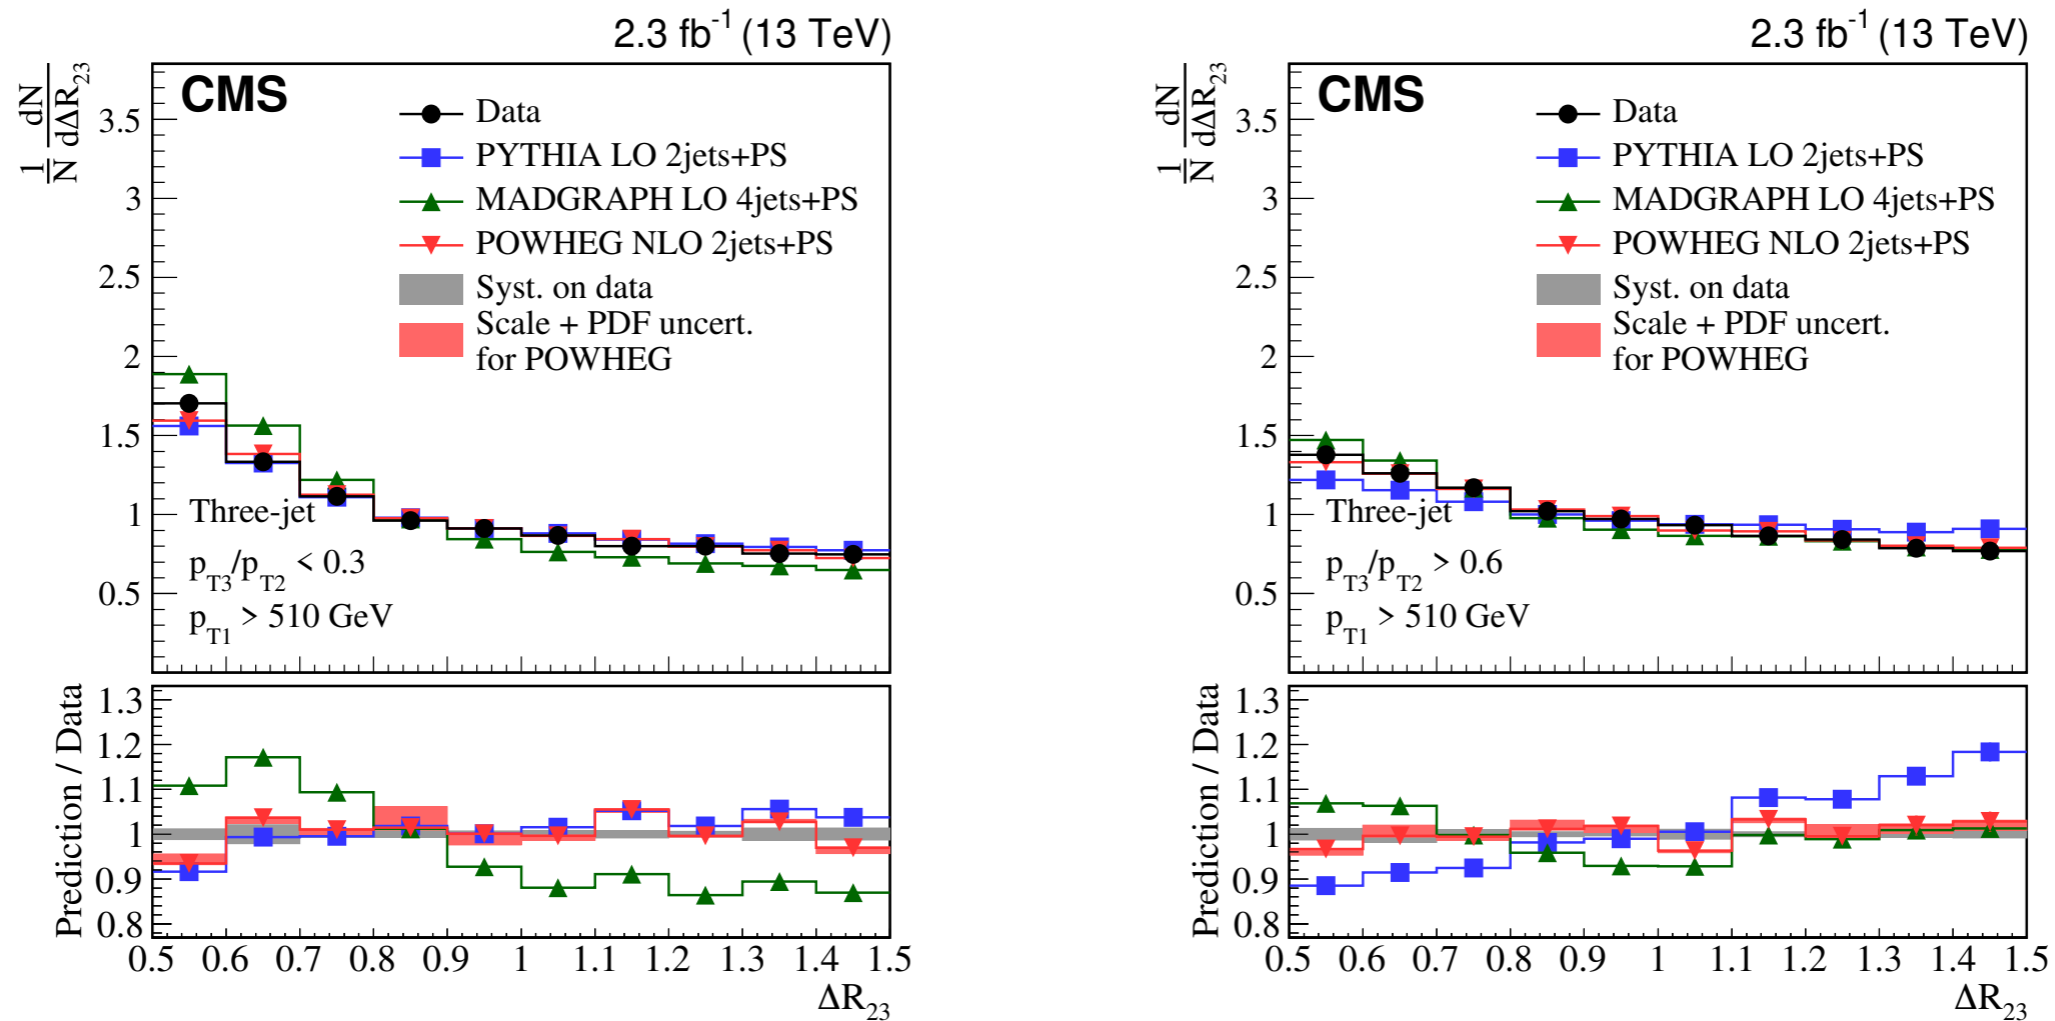 2.3 fb⁻¹ (13 TeV)
CMS
1/N dN/dΔR₂₃
Data
PYTHIA LO 2jets+PS
MADGRAPH LO 4jets+PS
POWHEG NLO 2jets+PS
Syst. on data
Scale + PDF uncert.
for POWHEG
3.5
3
2.5
2
1.5
1
0.5
Three-jet
p_T3/p_T2 < 0.3
p_T1 > 510 GeV
Prediction / Data
1.3
1.2
1.1
1
0.9
0.8
0.5 0.6 0.7 0.8 0.9 1 1.1 1.2 1.3 1.4 1.5
ΔR₂₃
2.3 fb⁻¹ (13 TeV)
CMS
1/N dN/dΔR₂₃
Data
PYTHIA LO 2jets+PS
MADGRAPH LO 4jets+PS
POWHEG NLO 2jets+PS
Syst. on data
Scale + PDF uncert.
for POWHEG
3.5
3
2.5
2
1.5
1
0.5
Three-jet
p_T3/p_T2 > 0.6
p_T1 > 510 GeV
Prediction / Data
1.3
1.2
1.1
1
0.9
0.8
0.5 0.6 0.7 0.8 0.9 1 1.1 1.2 1.3 1.4 1.5
ΔR₂₃